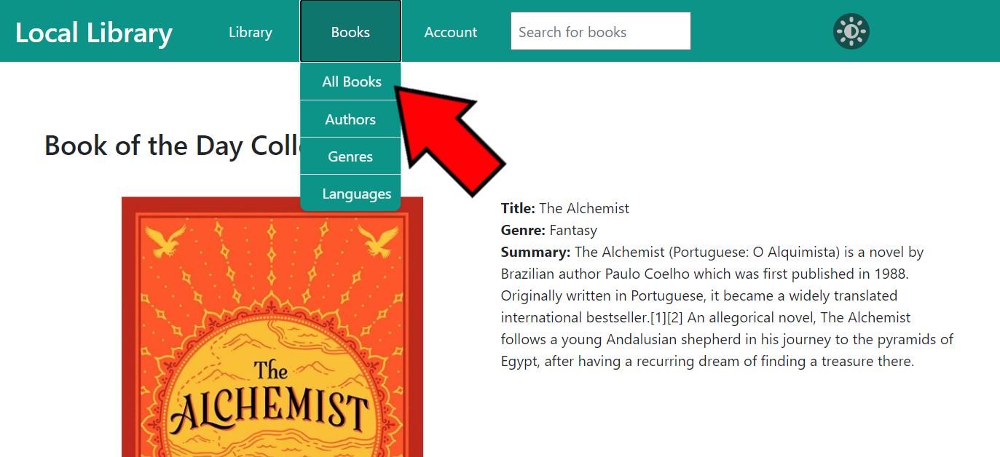 Local Library
Library
Books
Account
Search for books
All Books
Authors
Genres
Languages
Book of the Day Coll
Title: The Alchemist
Genre: Fantasy
Summary: The Alchemist (Portuguese: O Alquimista) is a novel by
Brazilian author Paulo Coelho which was first published in 1988.
Originally written in Portuguese, it became a widely translated
international bestseller.[1][2] An allegorical novel, The Alchemist
follows a young Andalusian shepherd in his journey to the pyramids of
Egypt, after having a recurring dream of finding a treasure there.
The
ALCHEMIST